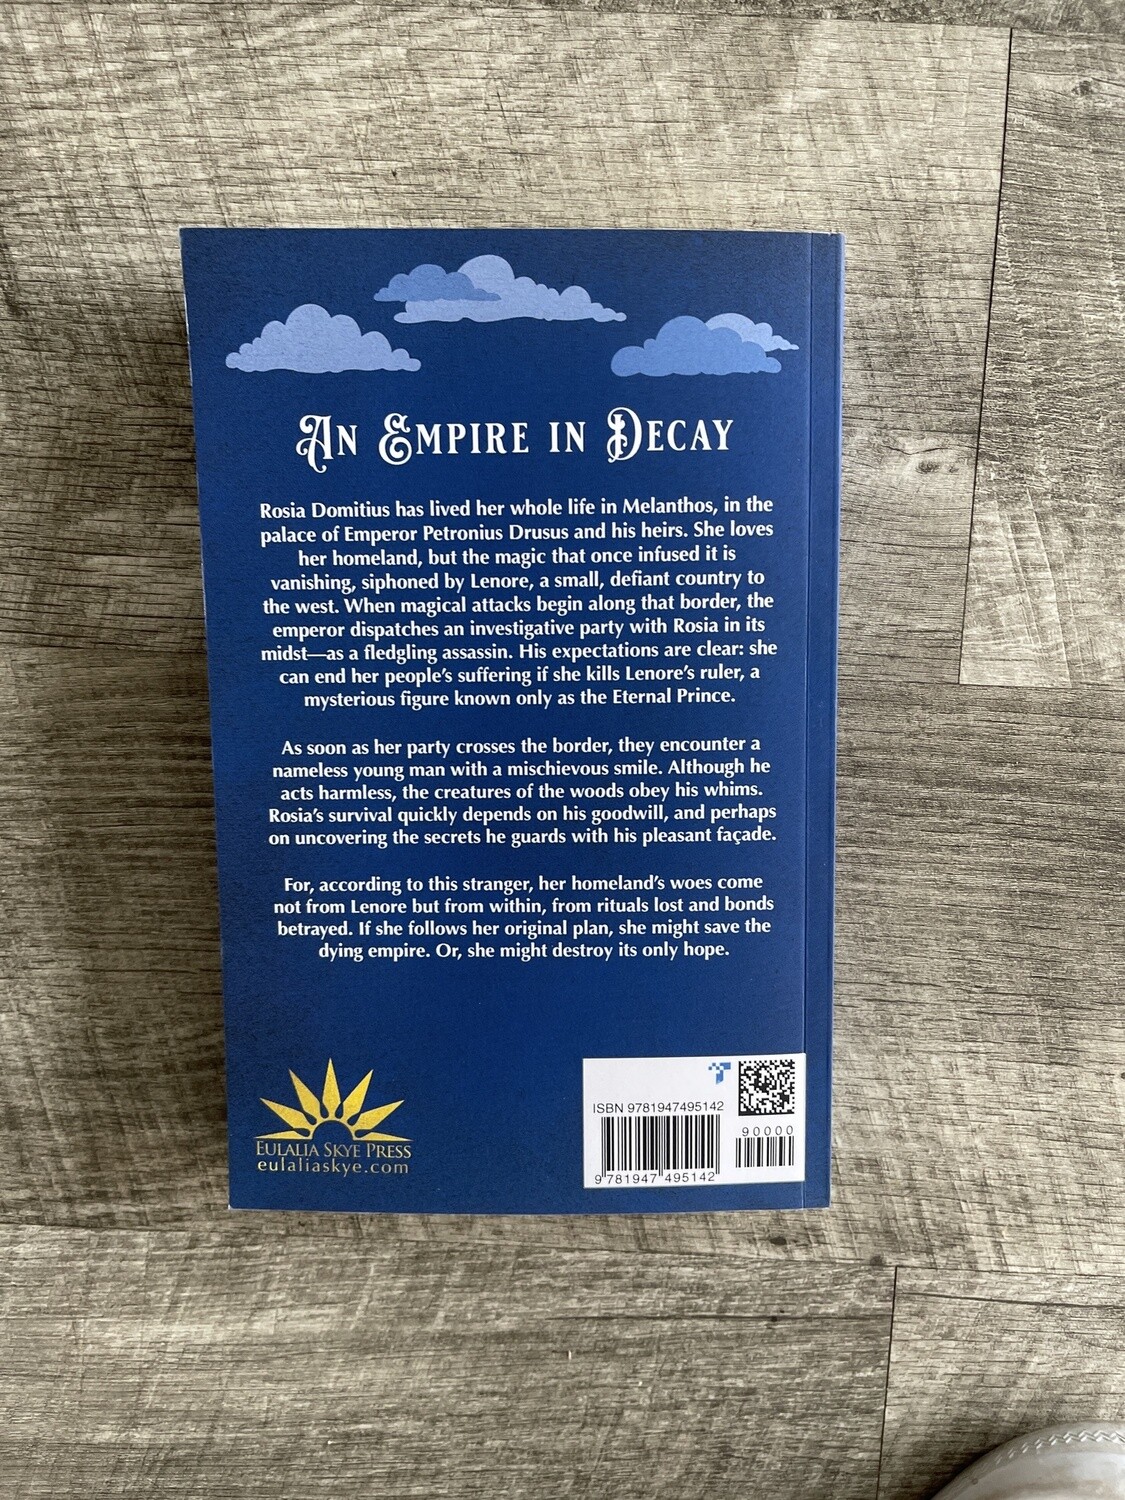 An Empire in Decay
Rosia Domitius has lived her whole life in Melanthos, in the
palace of Emperor Petronius Drusus and his heirs. She loves
her homeland, but the magic that once infused it is
vanishing, siphoned by Lenore, a small, defiant country to
the west. When magical attacks begin along that border, the
emperor dispatches an investigative party with Rosia in its
midst—as a fledgling assassin. His expectations are clear: she
can end her people's suffering if she kills Lenore's ruler, a
mysterious figure known only as the Eternal Prince.
As soon as her party crosses the border, they encounter a
nameless young man with a mischievous smile. Although he
acts harmless, the creatures of the woods obey his whims.
Rosia's survival quickly depends on his goodwill, and perhaps
on uncovering the secrets he guards with his pleasant façade.
For, according to this stranger, her homeland's woes come
not from Lenore but from within, from rituals lost and bonds
betrayed. If she follows her original plan, she might save the
dying empire. Or, she might destroy its only hope.
Eulalia Skye Press
eulaliaskye.com
ISBN 9781947495142
90000
9 781947 495142